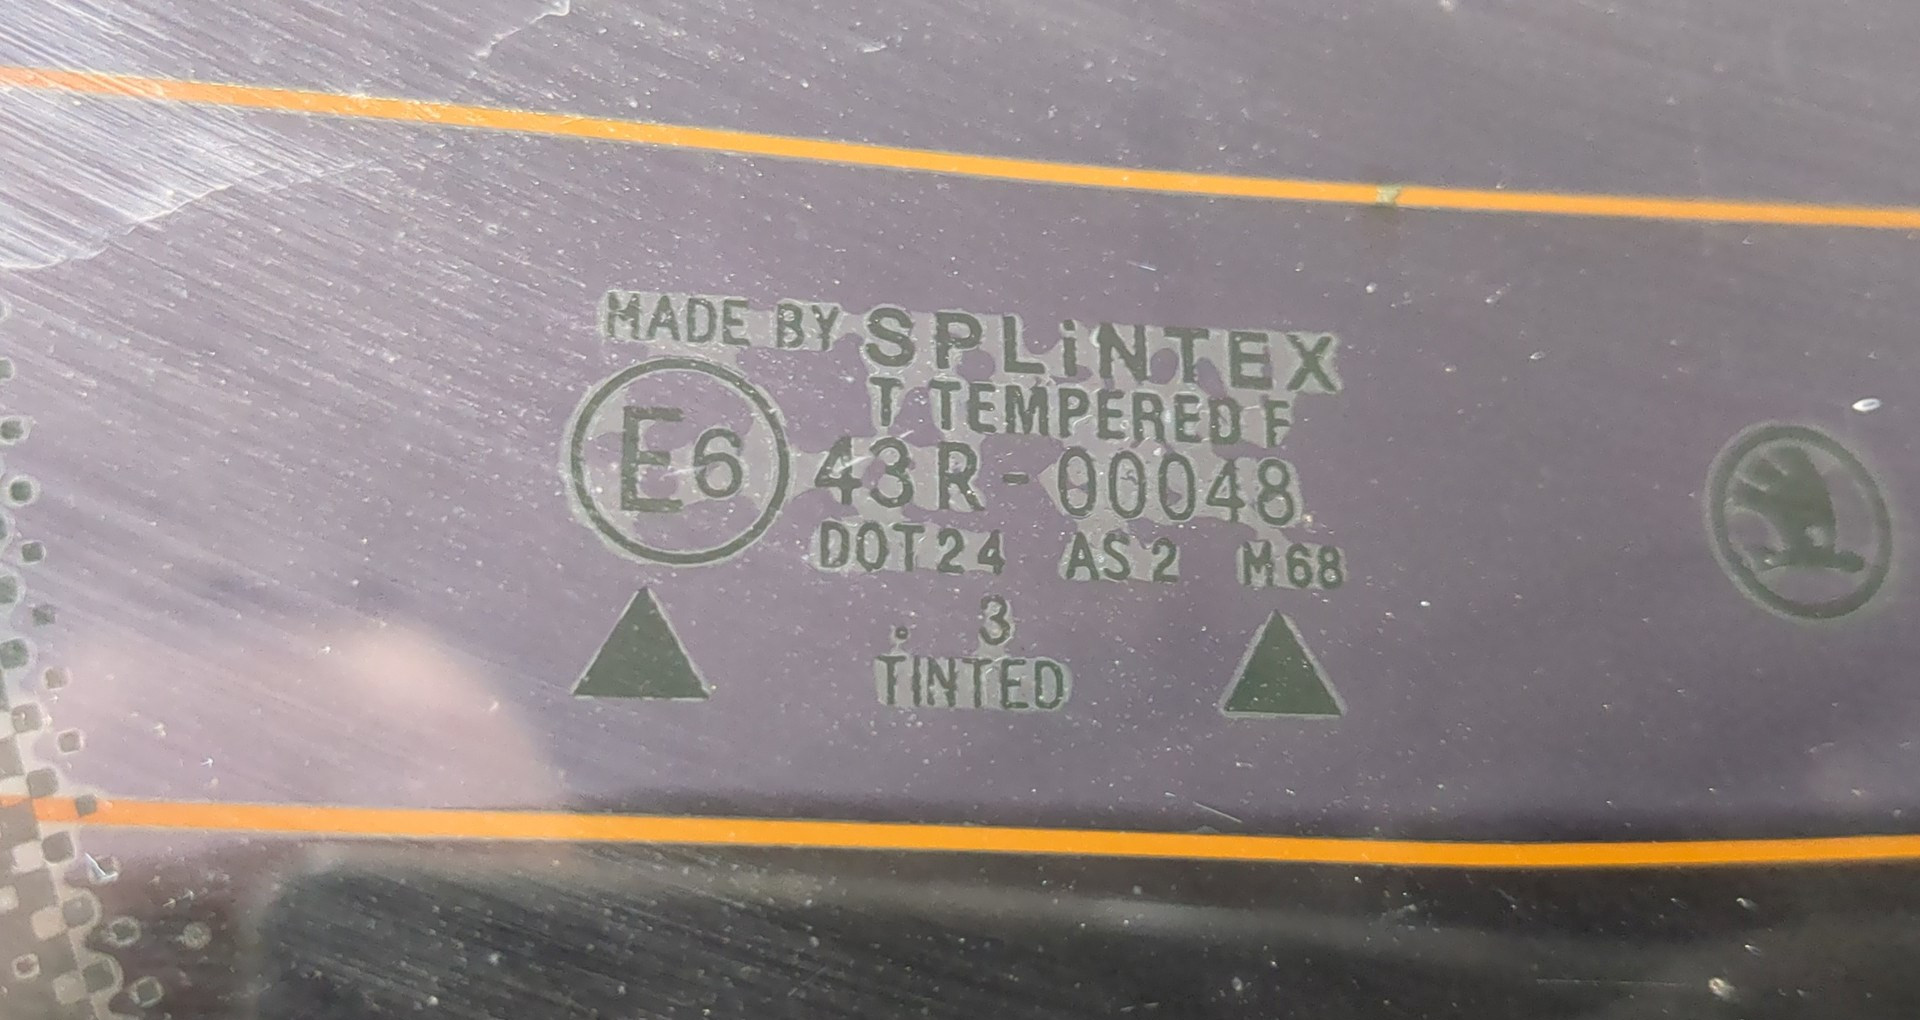 MADE BY SPLiNTEX
T TEMPERED F
E6 43R-00048
DOT24 AS2 M68
. 3
TINTED